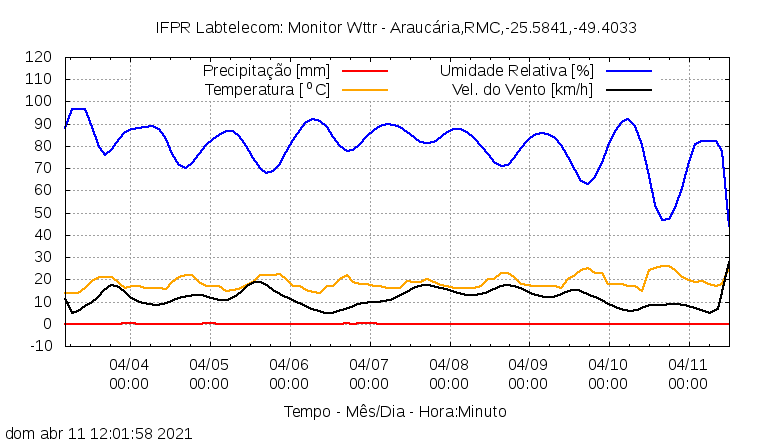 IFPR Labtelecom: Monitor Wttr - Araucária,RMC,-25.5841,-49.4033
Precipitação [mm]
Temperatura [⁰C]
Umidade Relativa [%]
Vel. do Vento [km/h]
120
110
100
90
80
70
60
50
40
30
20
10
0
-10
04/04 04/05 04/06 04/07 04/08 04/09 04/10 04/11
00:00 00:00 00:00 00:00 00:00 00:00 00:00 00:00
Tempo - Mês/Dia - Hora:Minuto
dom abr 11 12:01:58 2021